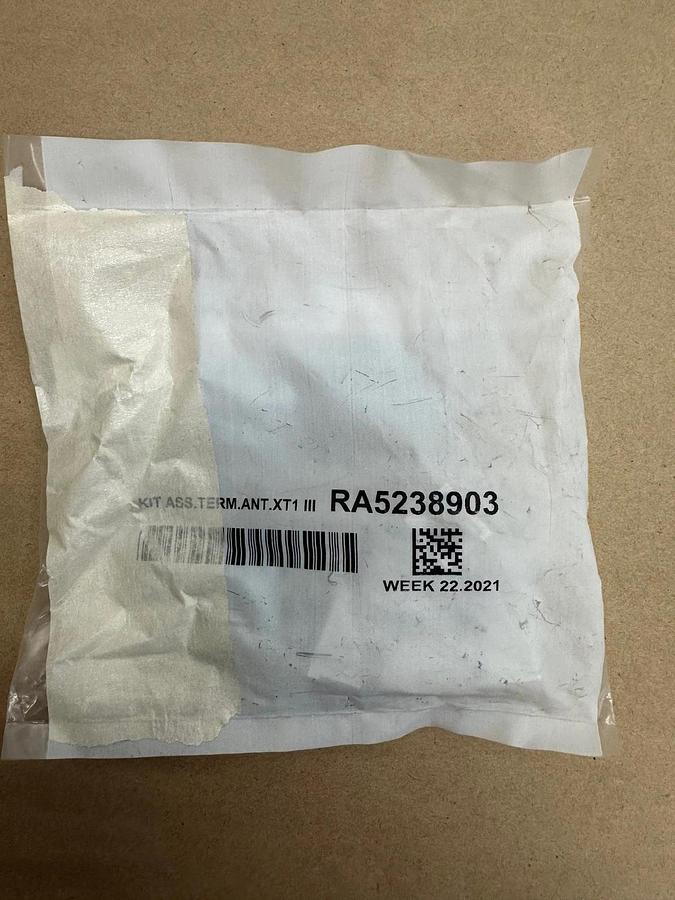 KIT ASS.TERM.ANT.XT1 III RA5238903
WEEK 22.2021